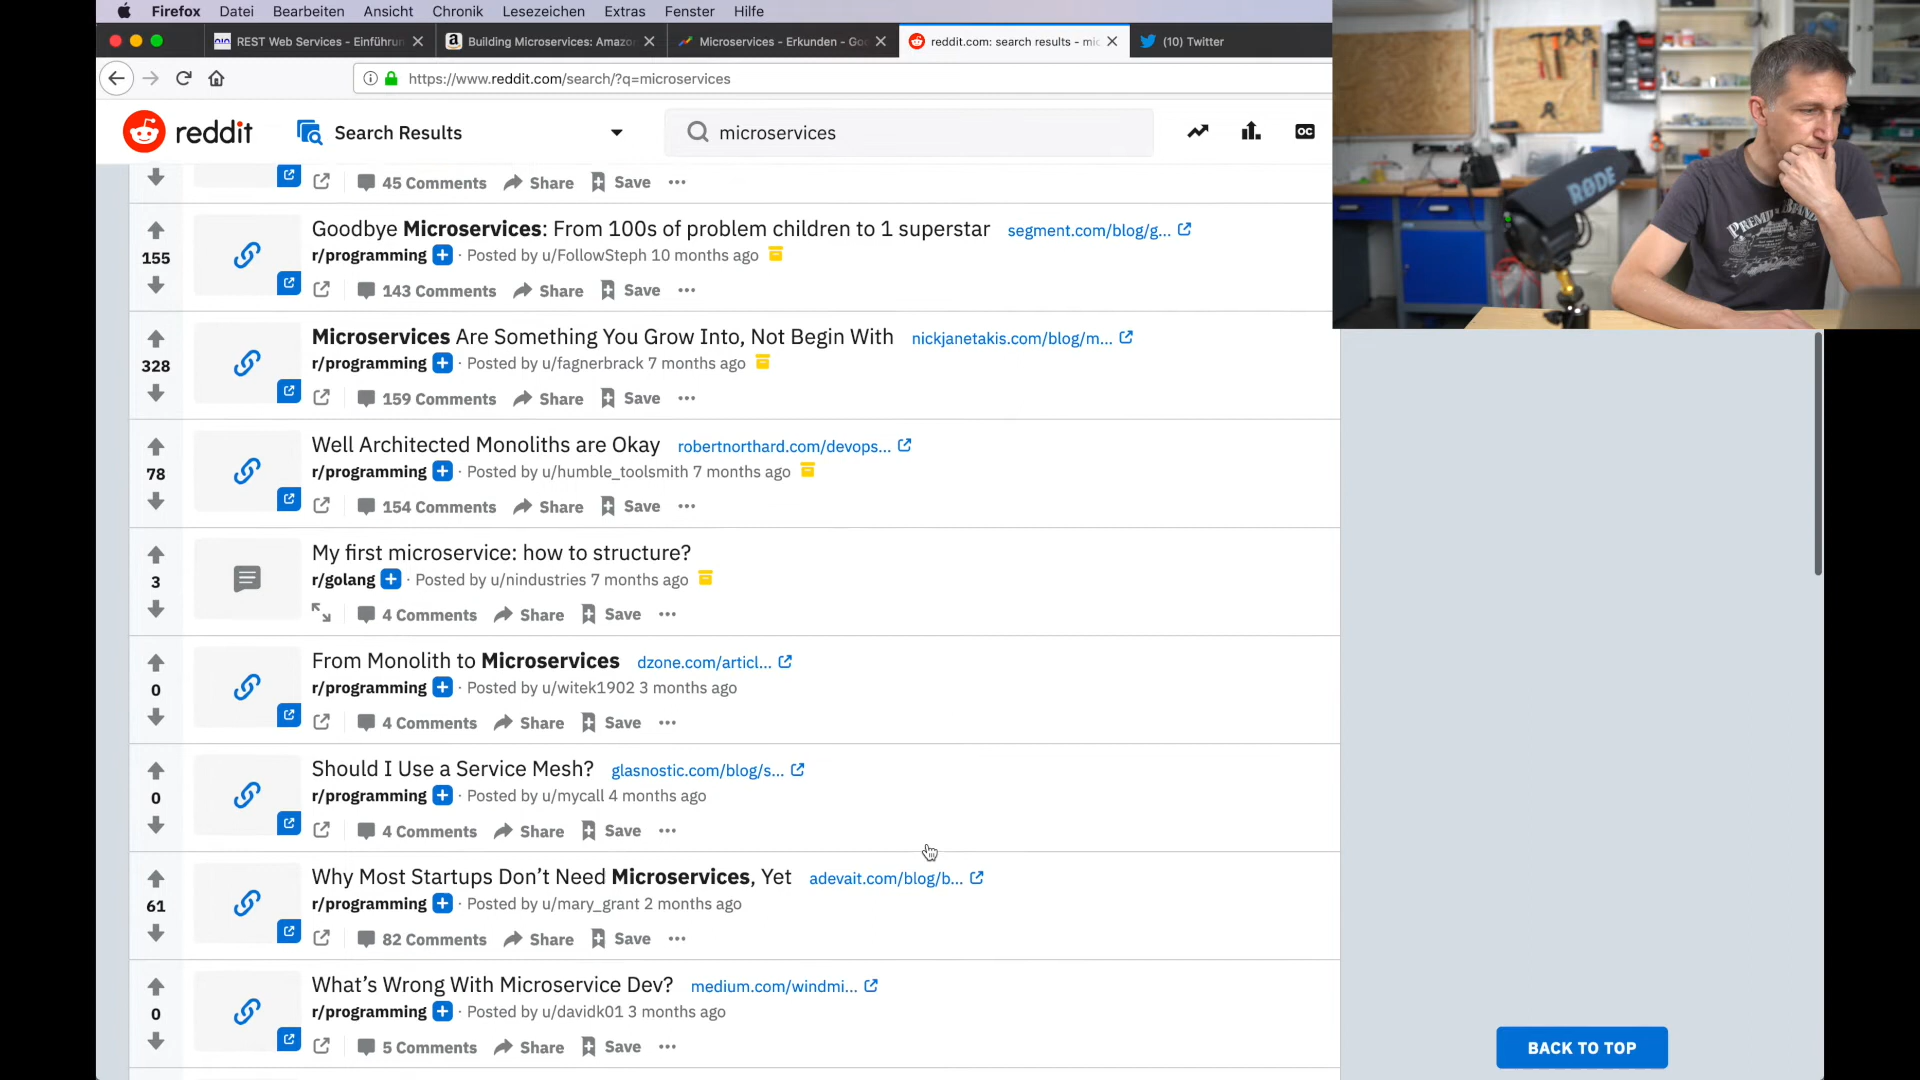 Firefox Datei Bearbeiten Ansicht Chronik Lesezeichen Extras Fenster Hilfe
REST Web Services - Einführun
Building Microservices: Amazo
Microservices - Erkunden - Go
reddit.com: search results - mi
(10) Twitter
https://www.reddit.com/search/?q=microservices
reddit Search Results microservices OC
45 Comments Share Save
Goodbye Microservices: From 100s of problem children to 1 superstar segment.com/blog/g...
155 r/programming · Posted by u/FollowSteph 10 months ago
143 Comments Share Save
Microservices Are Something You Grow Into, Not Begin With nickjanetakis.com/blog/m...
328 r/programming · Posted by u/fagnerbrack 7 months ago
159 Comments Share Save
Well Architected Monoliths are Okay robertnorthard.com/devops...
78 r/programming · Posted by u/humble_toolsmith 7 months ago
154 Comments Share Save
My first microservice: how to structure?
3 r/golang · Posted by u/nindustries 7 months ago
4 Comments Share Save
From Monolith to Microservices dzone.com/articl...
0 r/programming · Posted by u/witek1902 3 months ago
4 Comments Share Save
Should I Use a Service Mesh? glasnostic.com/blog/s...
0 r/programming · Posted by u/mycall 4 months ago
4 Comments Share Save
Why Most Startups Don’t Need Microservices, Yet adevait.com/blog/b...
61 r/programming · Posted by u/mary_grant 2 months ago
82 Comments Share Save
What’s Wrong With Microservice Dev? medium.com/windmi...
0 r/programming · Posted by u/davidk01 3 months ago
5 Comments Share Save
BACK TO TOP
RØDE